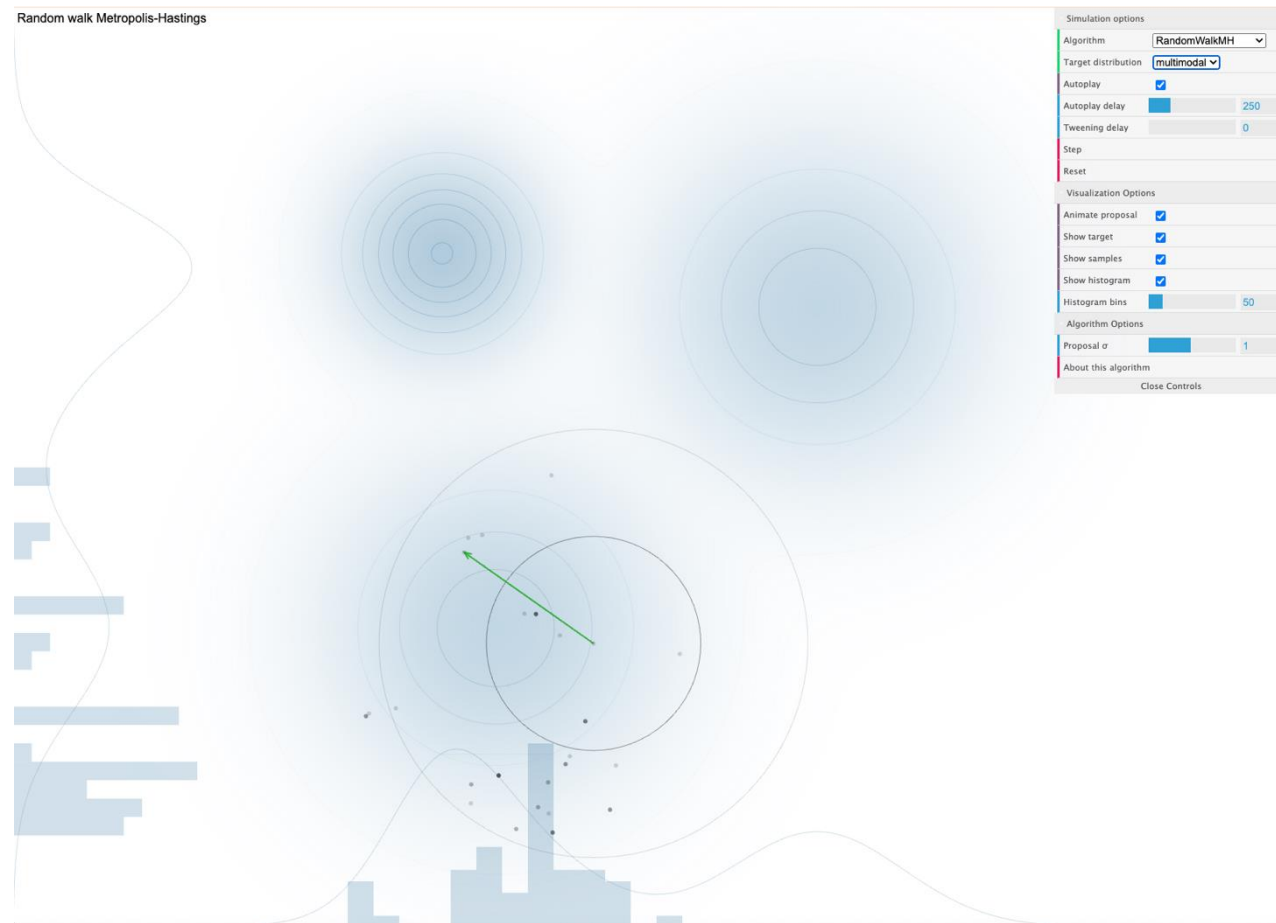 Random walk Metropolis-Hastings
Simulation options
Algorithm RandomWalkMH
Target distribution multimodal
Autoplay
Autoplay delay 250
Tweening delay 0
Step
Reset
Visualization Options
Animate proposal
Show target
Show samples
Show histogram
Histogram bins 50
Algorithm Options
Proposal σ 1
About this algorithm
Close Controls